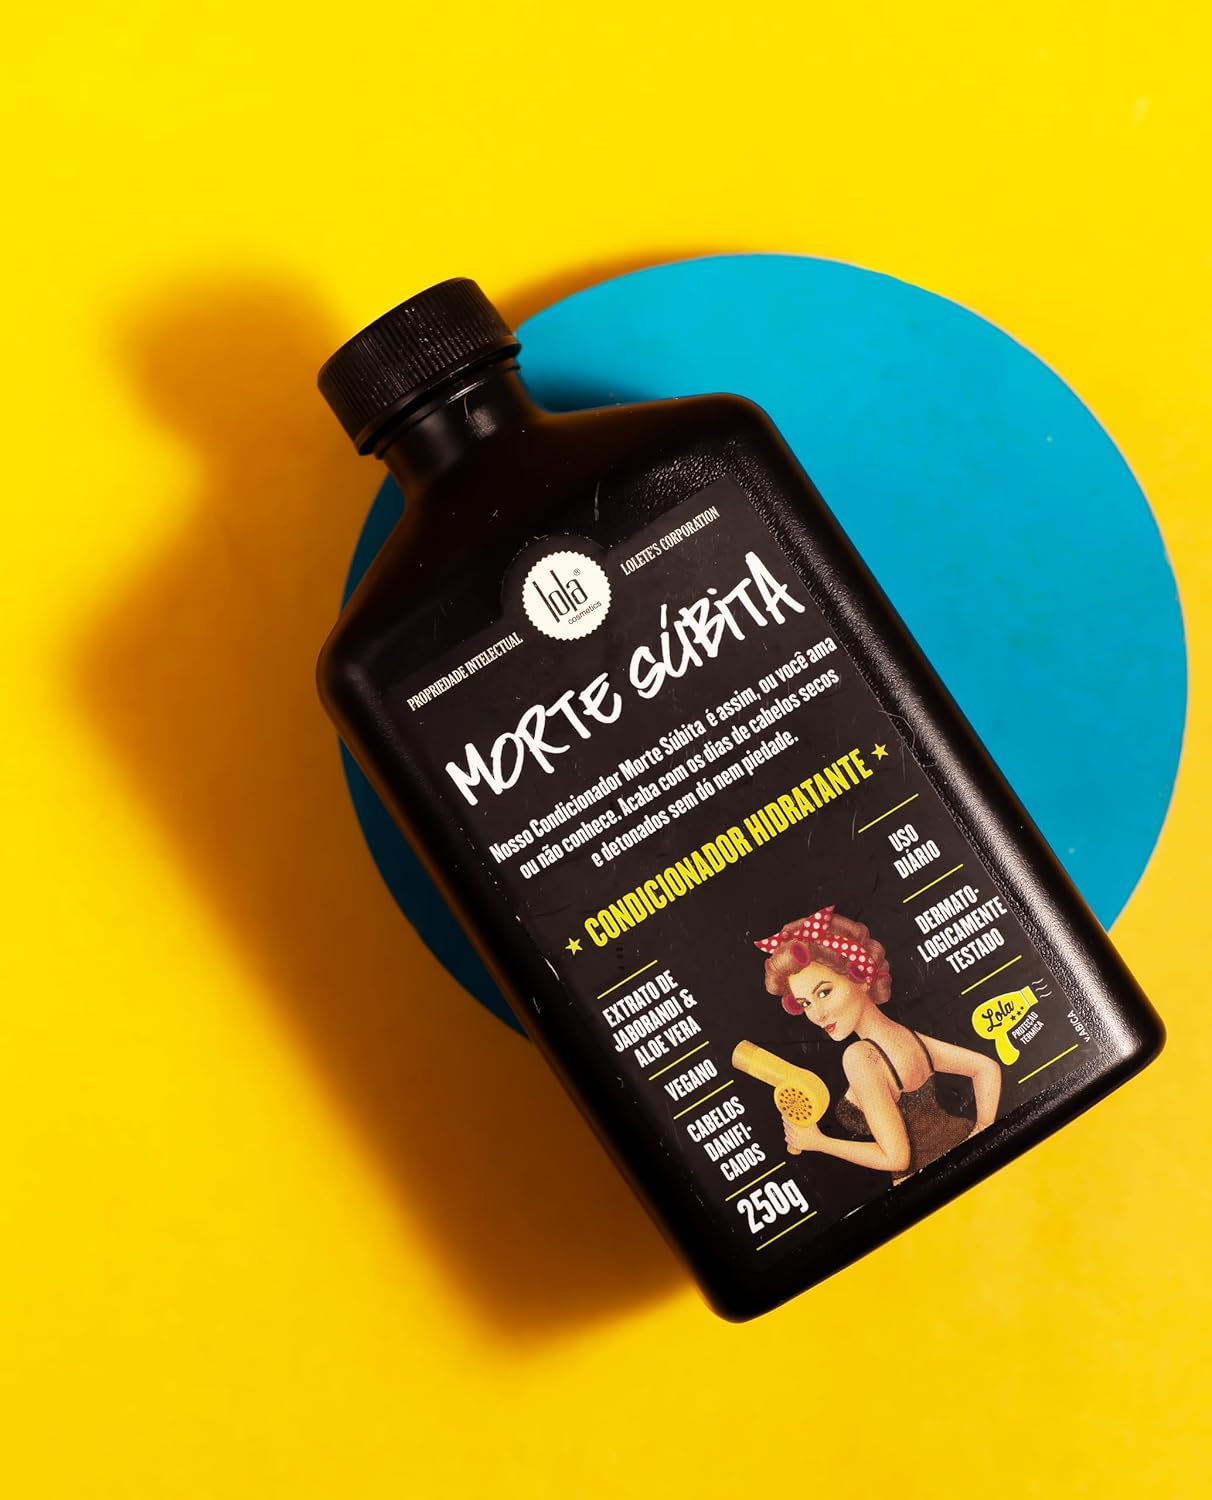 PROPRIEDADE INTELECTUAL
lola®
cosmetics
LOLETE'S CORPORATION
MORTE SÚBITA
Nosso Condicionador Morte Súbita é assim, ou você ama
ou não conhece. Acaba com os dias de cabelos secos
e detonados sem dó nem piedade.
★ CONDICIONADOR HIDRATANTE ★
EXTRATO DE
JABORANDI &
ALOE VERA
VEGANO
CABELOS
DANIFI-
CADOS
250g
USO
DIÁRIO
DERMATO-
LOGICAMENTE
TESTADO
Lola
PROTEÇÃO
TÉRMICA